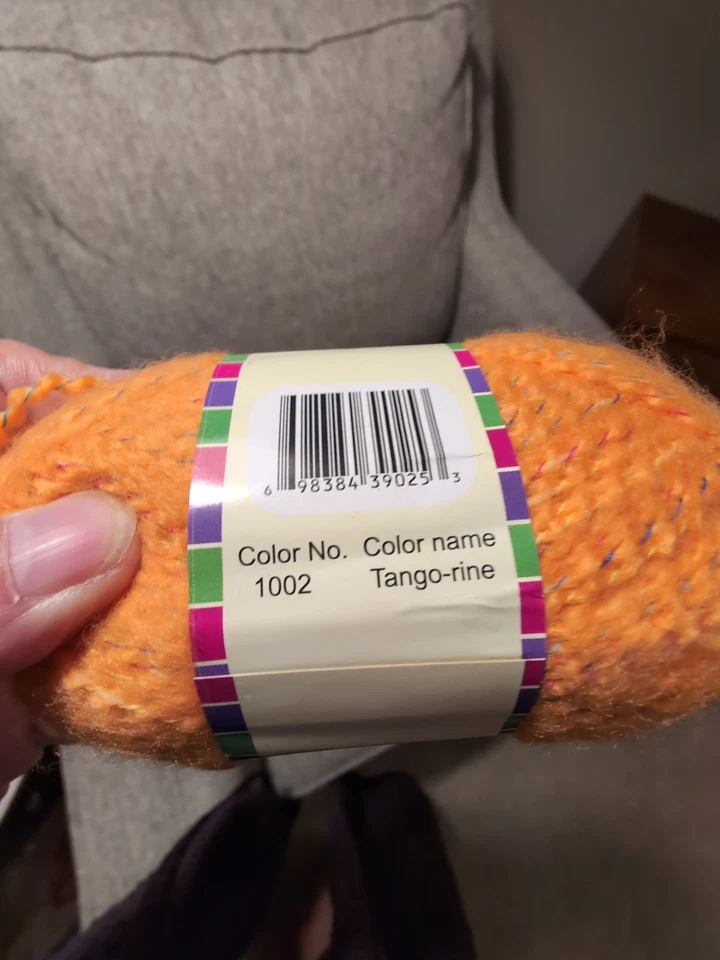 6 98384 39025 3
Color No. Color name
1002 Tango-rine